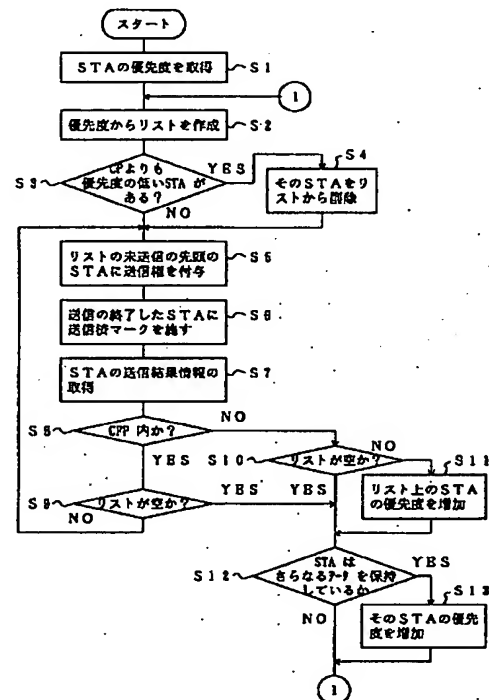 スタート
STAの優先度を取得
S1
1
優先度からリストを作成
S2
CPよりも
優先度の低いSTAが
ある?
S3
YES
NO
S4
そのSTAをリ
ストから削除
リストの未送信の先頭の
STAに送信権を付与
S5
送信の終了したSTAに
送信済マークを施す
S6
STAの送信結果情報の
取得
S7
S8
CFP 内か?
NO
YES
S10
リストが空か?
NO
YES
S11
リスト上のSTA
の優先度を増加
S9
リストが空か?
YES
NO
S12
STA は
さらなるデータ を保持
しているか
YES
NO
S13
そのSTAの優先
度を増加
1